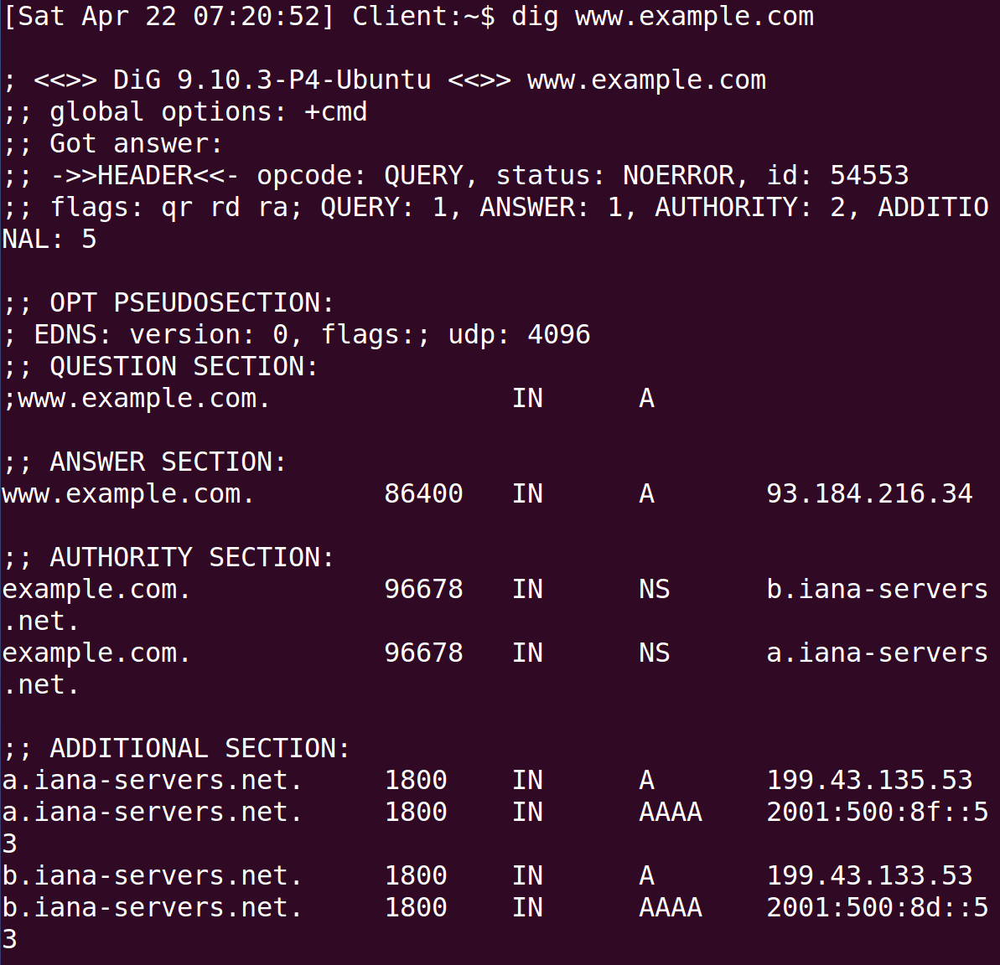 [Sat Apr 22 07:20:52] Client:~$ dig www.example.com
; <<>> DiG 9.10.3-P4-Ubuntu <<>> www.example.com
;; global options: +cmd
;; Got answer:
;; ->>HEADER<<- opcode: QUERY, status: NOERROR, id: 54553
;; flags: qr rd ra; QUERY: 1, ANSWER: 1, AUTHORITY: 2, ADDITIO
NAL: 5
;; OPT PSEUDOSECTION:
; EDNS: version: 0, flags:; udp: 4096
;; QUESTION SECTION:
;www.example.com.               IN      A
;; ANSWER SECTION:
www.example.com.        86400   IN      A       93.184.216.34
;; AUTHORITY SECTION:
example.com.            96678   IN      NS      b.iana-servers
.net.
example.com.            96678   IN      NS      a.iana-servers
.net.
;; ADDITIONAL SECTION:
a.iana-servers.net.     1800    IN      A       199.43.135.53
a.iana-servers.net.     1800    IN      AAAA    2001:500:8f::5
3
b.iana-servers.net.     1800    IN      A       199.43.133.53
b.iana-servers.net.     1800    IN      AAAA    2001:500:8d::5
3